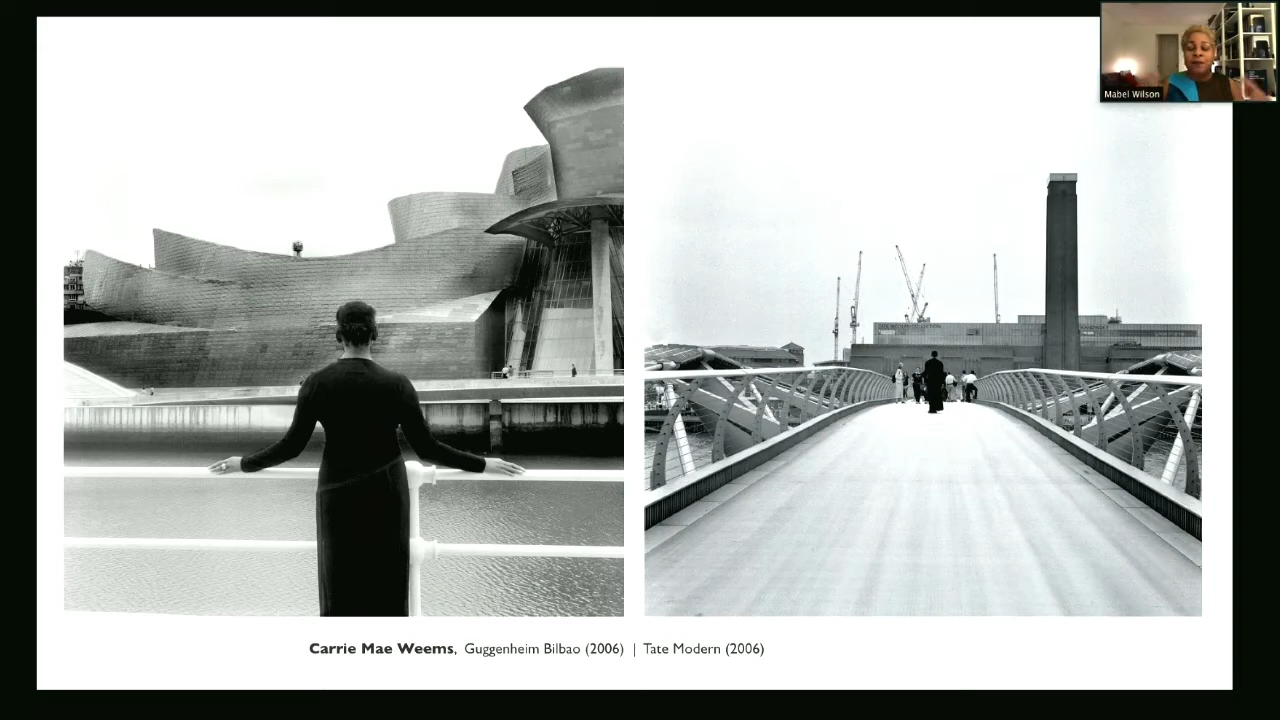 Mabel Wilson
Carrie Mae Weems, Guggenheim Bilbao (2006) | Tate Modern (2006)